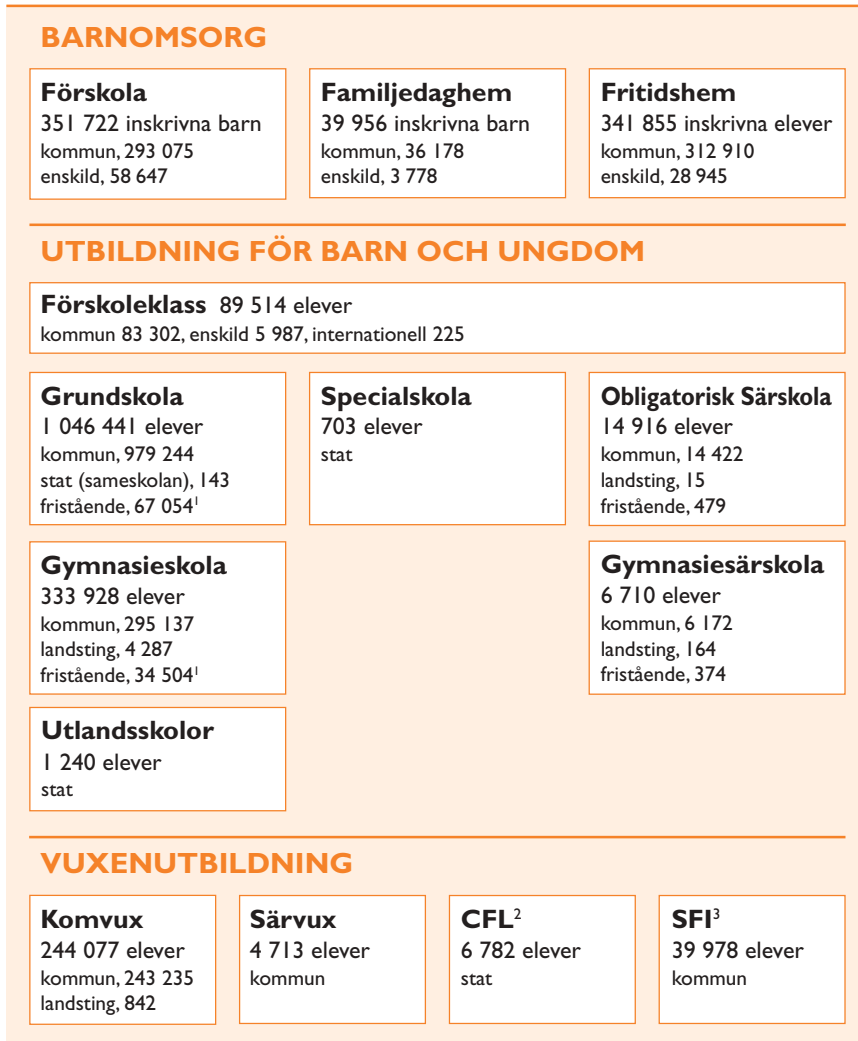 BARNOMSORG
Förskola
351 722 inskrivna barn
kommun, 293 075
enskild, 58 647
Familjedaghem
39 956 inskrivna barn
kommun, 36 178
enskild, 3 778
Fritidshem
341 855 inskrivna elever
kommun, 312 910
enskild, 28 945
UTBILDNING FÖR BARN OCH UNGDOM
Förskoleklass 89 514 elever
kommun 83 302, enskild 5 987, internationell 225
Grundskola
1 046 441 elever
kommun, 979 244
stat (sameskolan), 143
fristående, 67 054¹
Specialskola
703 elever
stat
Obligatorisk Särskola
14 916 elever
kommun, 14 422
landsting, 15
fristående, 479
Gymnasieskola
333 928 elever
kommun, 295 137
landsting, 4 287
fristående, 34 504¹
Gymnasiesärskola
6 710 elever
kommun, 6 172
landsting, 164
fristående, 374
Utlandsskolor
1 240 elever
stat
VUXENUTBILDNING
Komvux
244 077 elever
kommun, 243 235
landsting, 842
Särvux
4 713 elever
kommun
CFL²
6 782 elever
stat
SFI³
39 978 elever
kommun